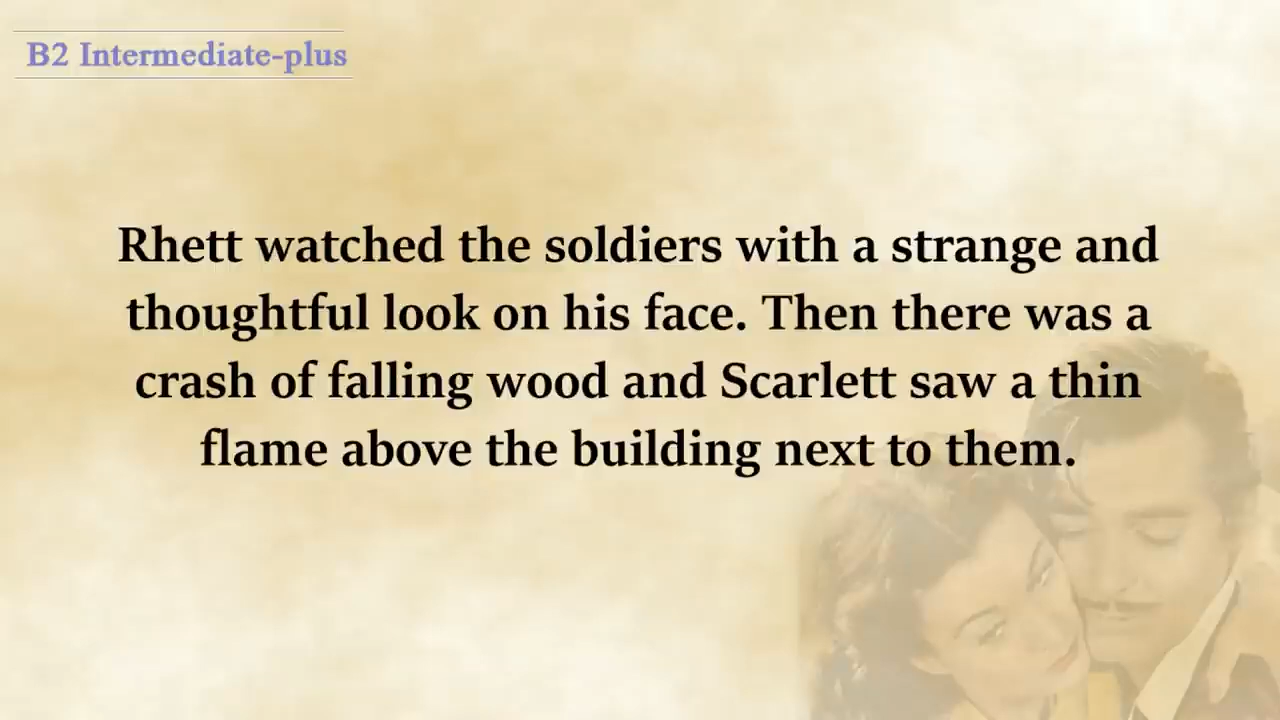 B2 Intermediate-plus
Rhett watched the soldiers with a strange and
thoughtful look on his face. Then there was a
crash of falling wood and Scarlett saw a thin
flame above the building next to them.